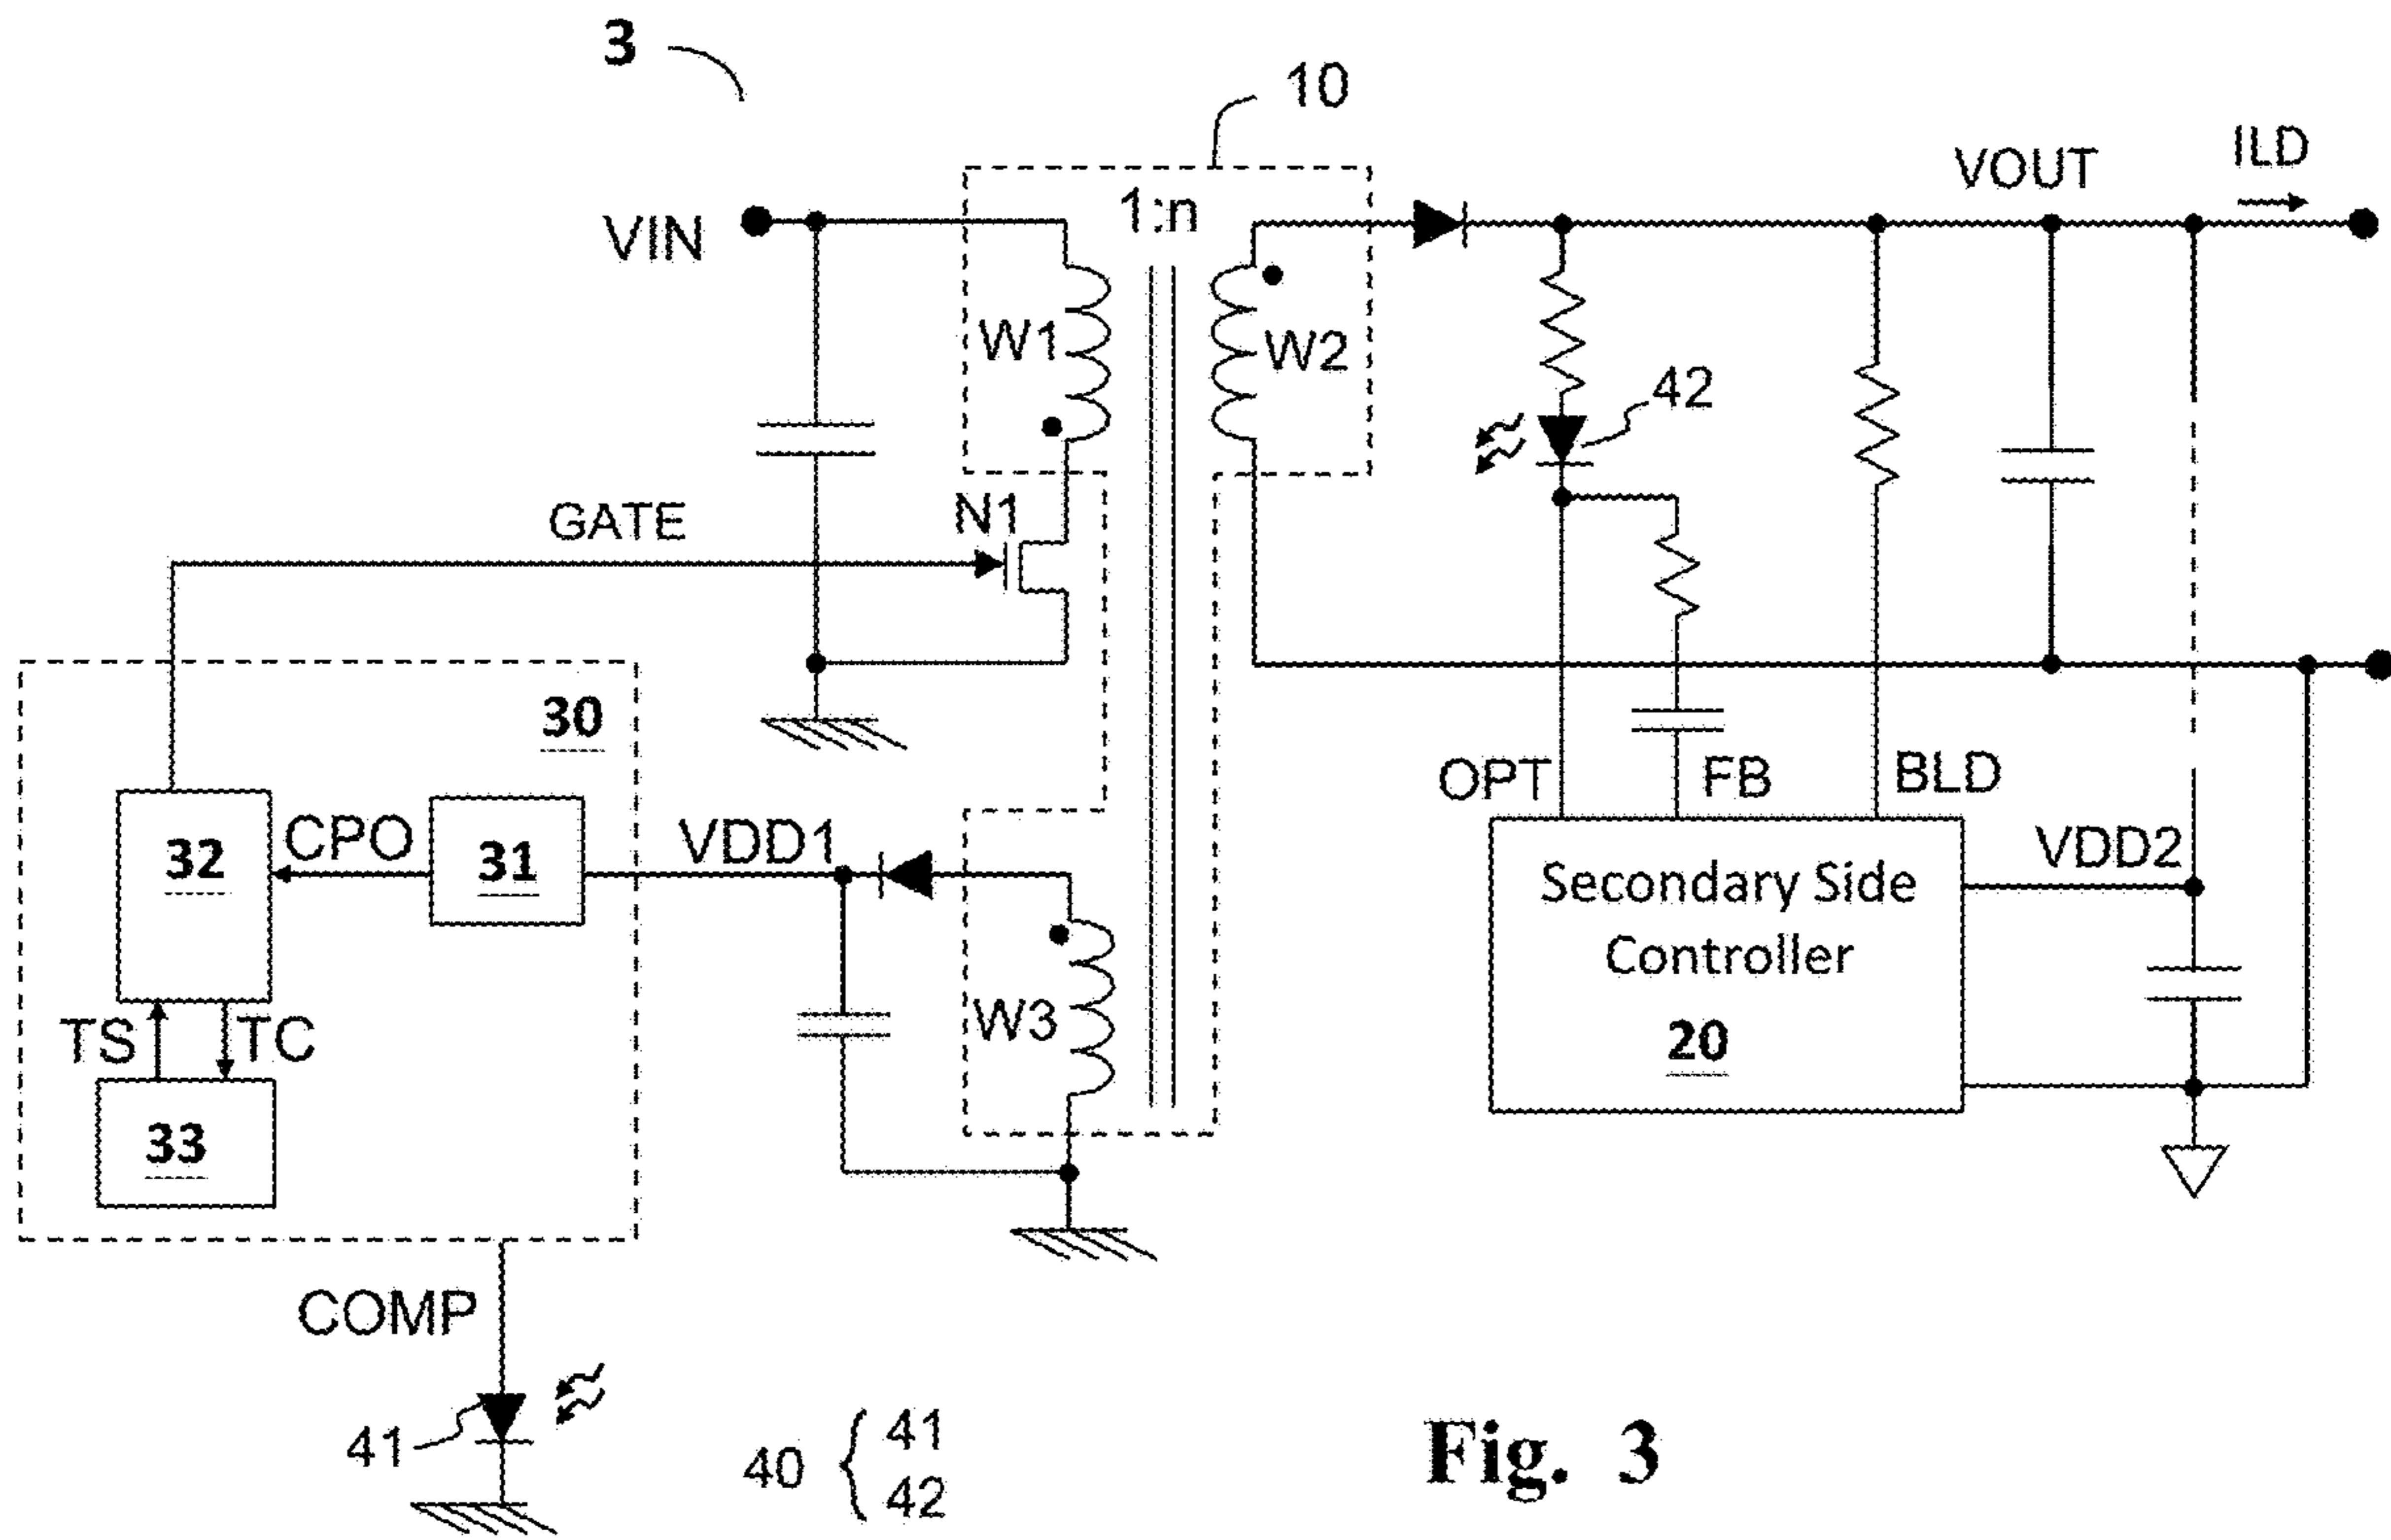 3
10
ILD
VOUT
1:n
VIN
W1
W2
42
N1
GATE
30
OPT
FB
BLD
32
CPO
31
VDD1
VDD2
Secondary Side
Controller
20
W3
TS
TC
33
COMP
41
40 { 41
42
Fig. 3